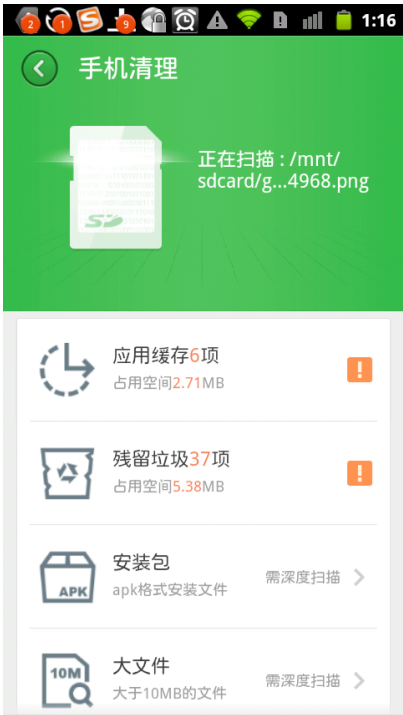 2
1
9
1:16
手机清理
正在扫描 : /mnt/
sdcard/g...4968.png
应用缓存6项
占用空间2.71MB
残留垃圾37项
占用空间5.38MB
安装包
apk格式安装文件
需深度扫描
APK
大文件
大于10MB的文件
需深度扫描
10M